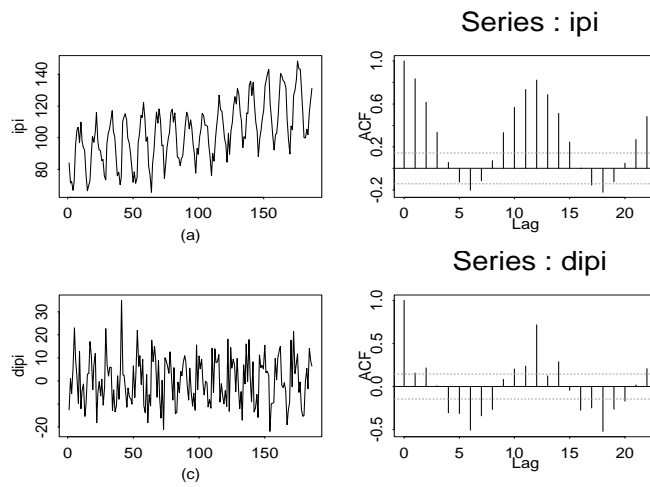 Series : ipi
ipi
80 100 120 140
0 50 100 150
(a)
ACF
-0.2 0.2 0.6 1.0
0 5 10 15 20
Lag
Series : dipi
dipi
-20 0 10 20 30
0 50 100 150
(c)
ACF
-0.5 0.0 0.5 1.0
0 5 10 15 20
Lag